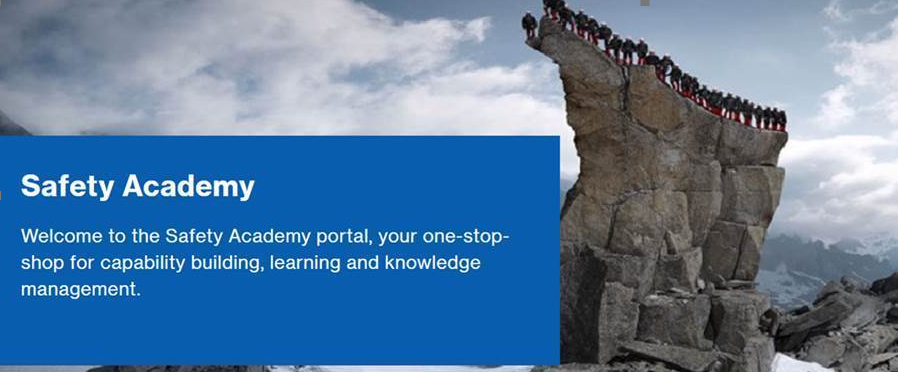 Safety Academy
Welcome to the Safety Academy portal, your one-stop-
shop for capability building, learning and knowledge
management.